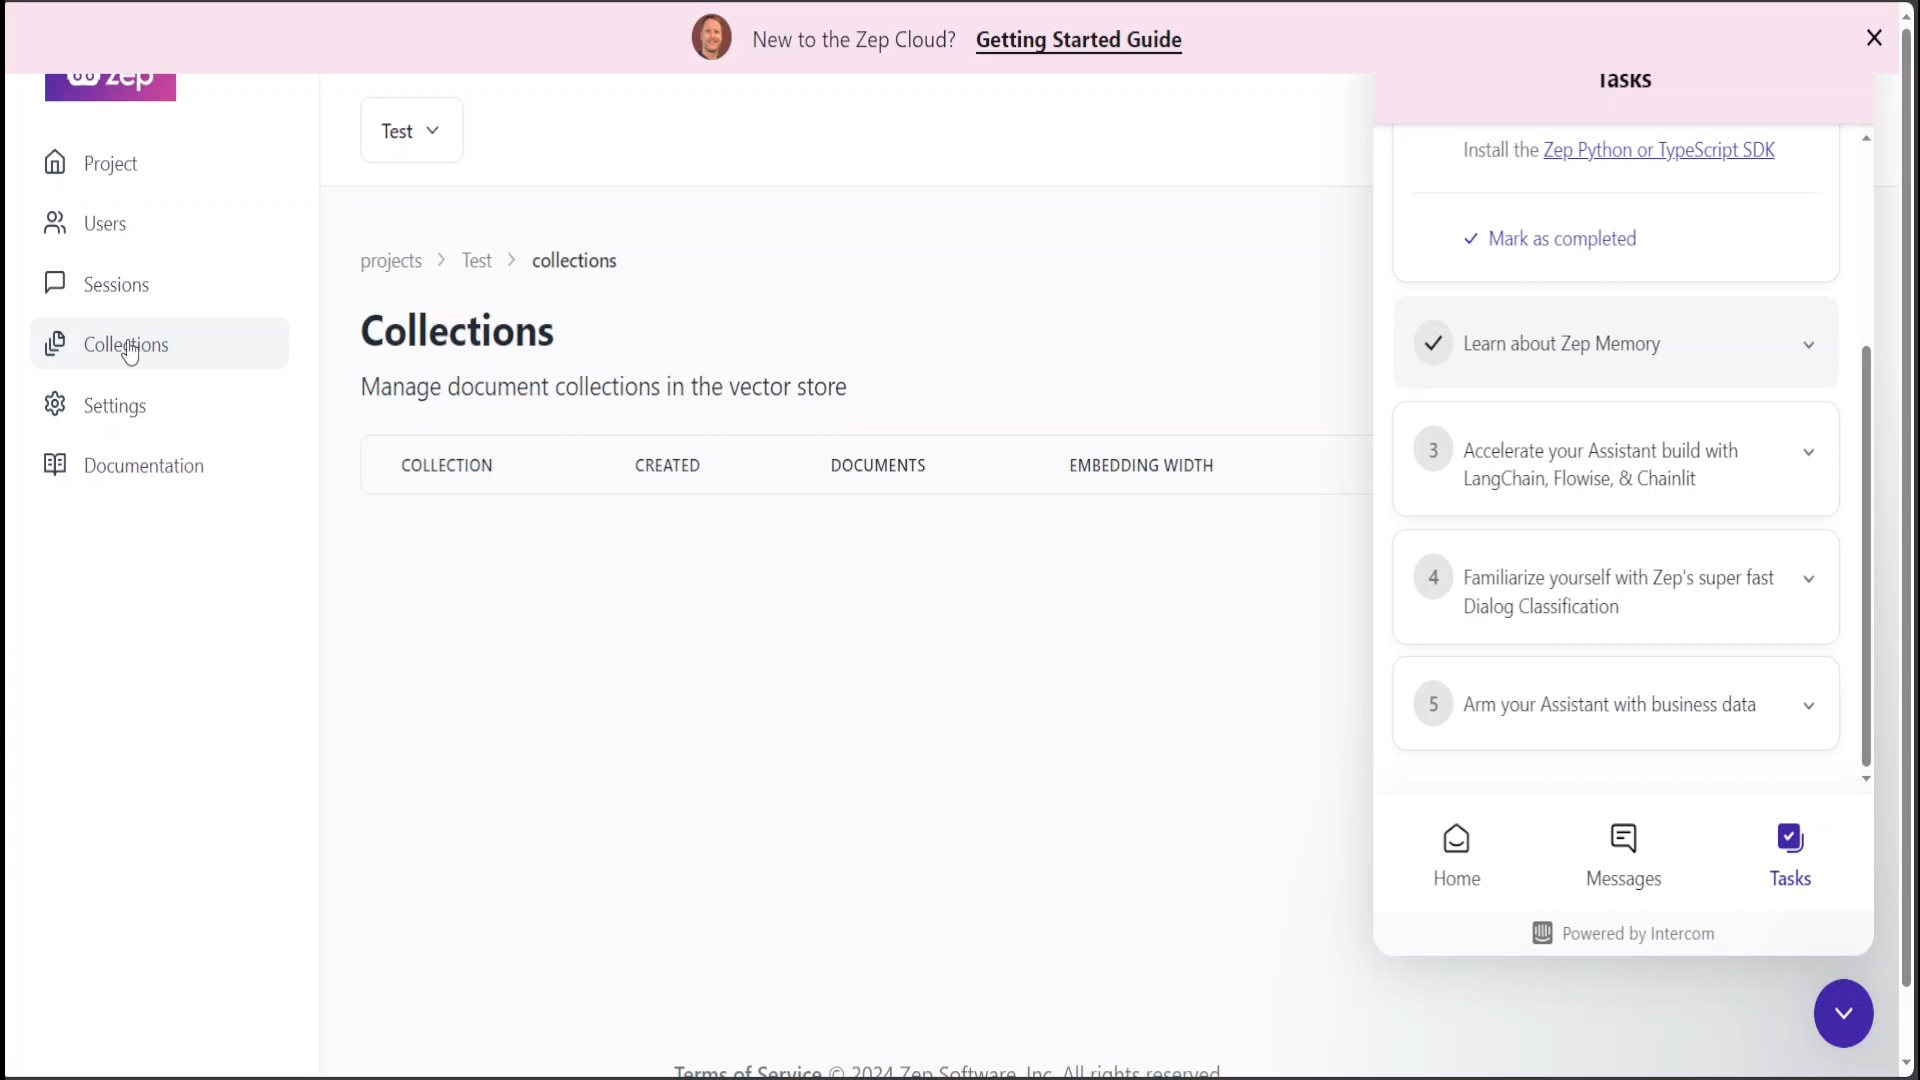 New to the Zep Cloud? Getting Started Guide
zep
Project
Users
Sessions
Collections
Settings
Documentation
Test
projects > Test > collections
Collections
Manage document collections in the vector store
COLLECTION CREATED DOCUMENTS EMBEDDING WIDTH
Terms of Service © 2024 Zep Software, Inc. All rights reserved
Tasks
Install the Zep Python or TypeScript SDK
Mark as completed
Learn about Zep Memory
3 Accelerate your Assistant build with
LangChain, Flowise, & Chainlit
4 Familiarize yourself with Zep's super fast
Dialog Classification
5 Arm your Assistant with business data
Home Messages Tasks
Powered by Intercom